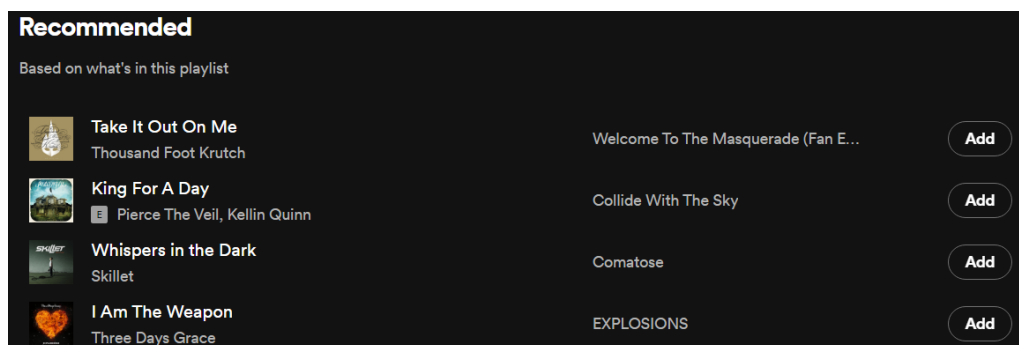 Recommended
Based on what's in this playlist
Take It Out On Me
Thousand Foot Krutch
Welcome To The Masquerade (Fan E...
Add
King For A Day
E Pierce The Veil, Kellin Quinn
Collide With The Sky
Add
SKILLET
Whispers in the Dark
Skillet
Comatose
Add
I Am The Weapon
Three Days Grace
EXPLOSIONS
Add